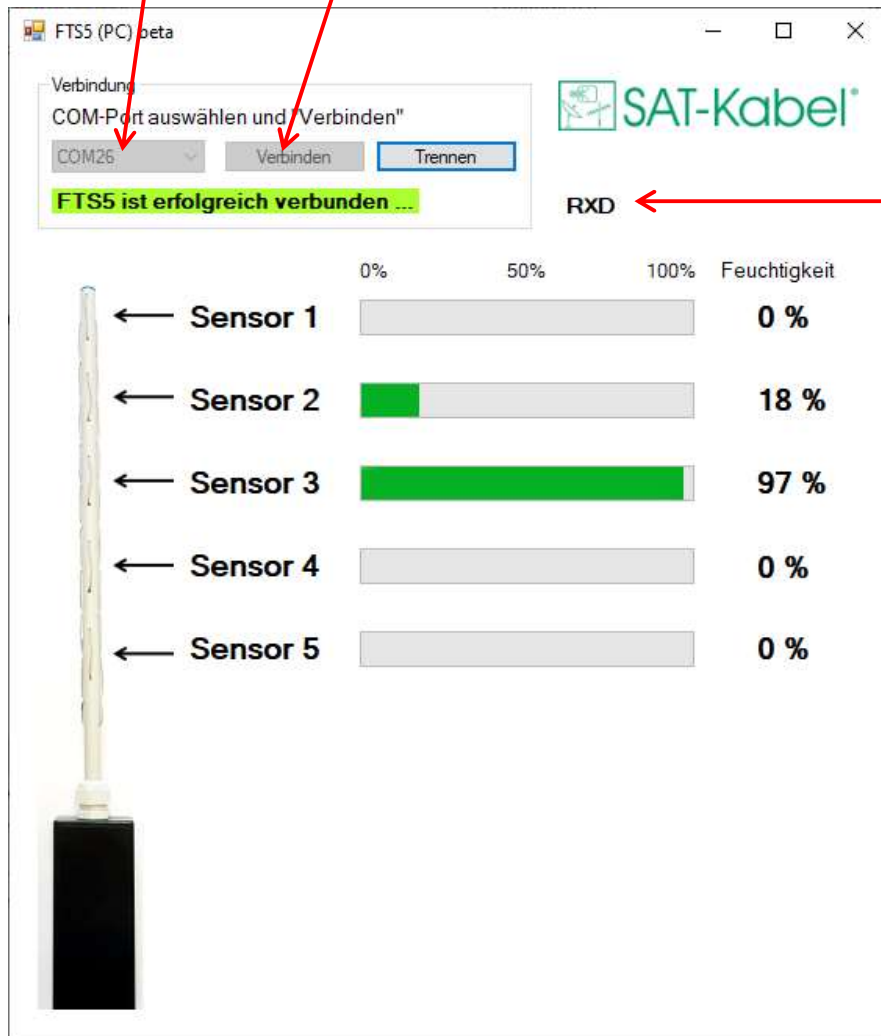 FTS5 (PC) beta
Verbindung
COM-Port auswählen und "Verbinden"
COM26 Verbinden Trennen
FTS5 ist erfolgreich verbunden ...
SAT-Kabel®
RXD
0% 50% 100% Feuchtigkeit
Sensor 1 0 %
Sensor 2 18 %
Sensor 3 97 %
Sensor 4 0 %
Sensor 5 0 %